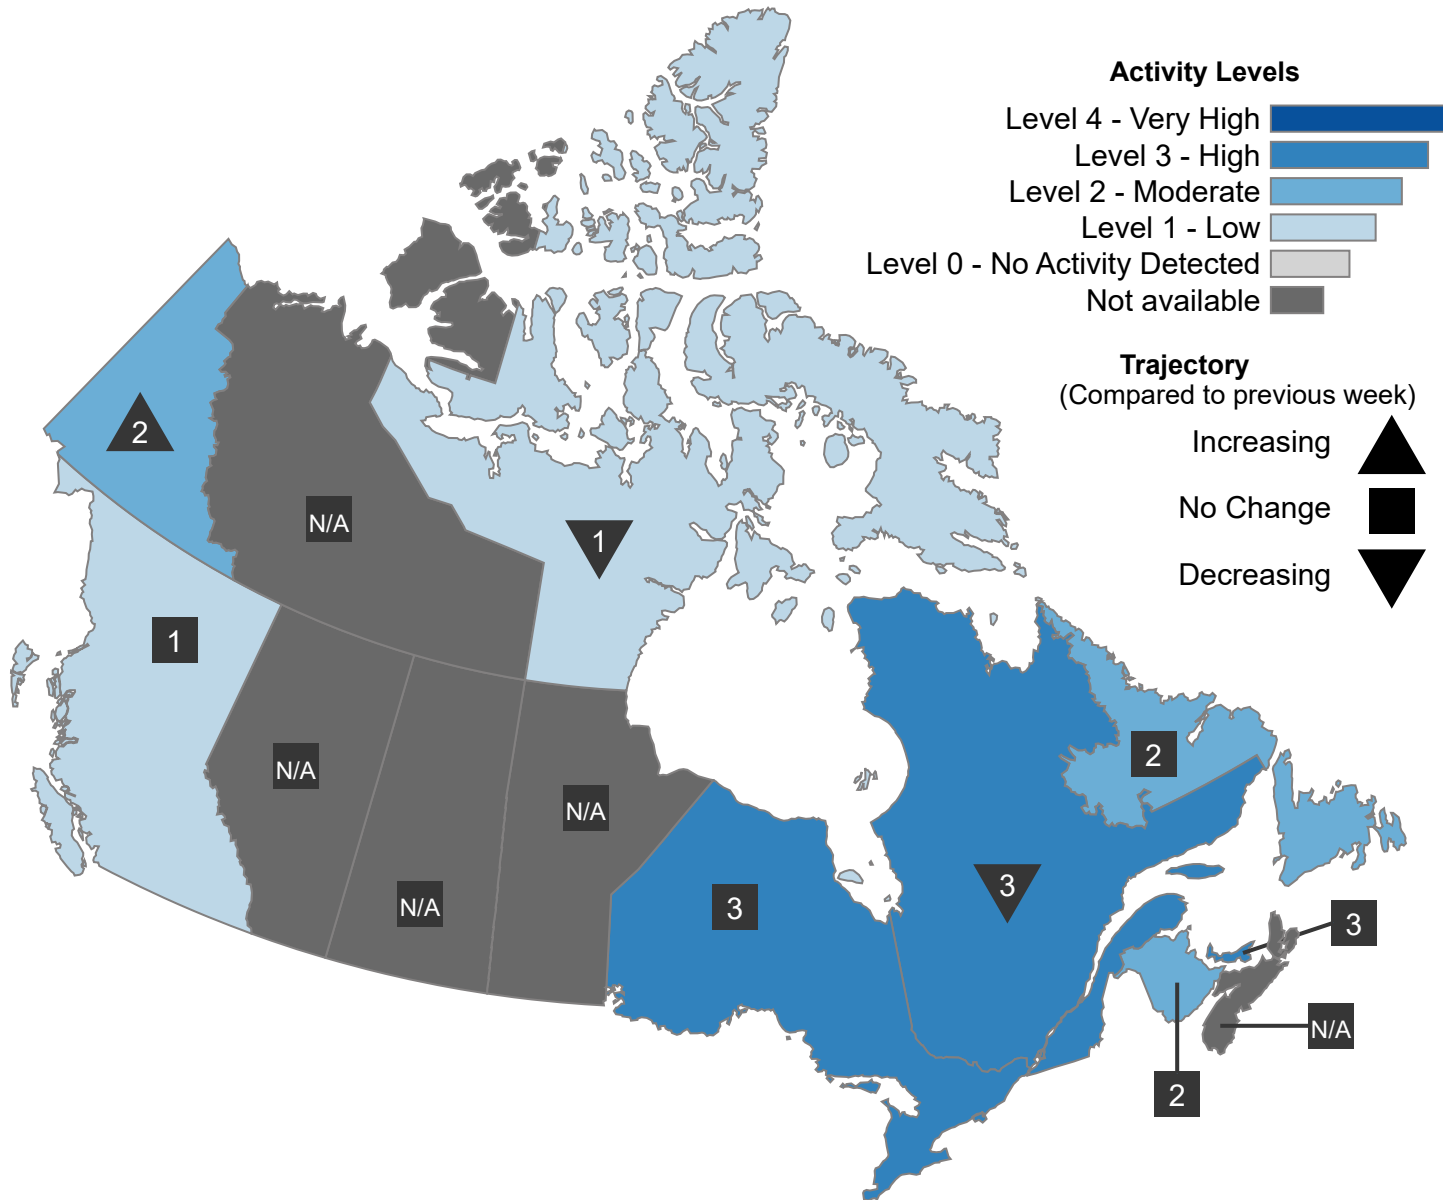 Activity Levels
Level 4 - Very High
Level 3 - High
Level 2 - Moderate
Level 1 - Low
Level 0 - No Activity Detected
Not available
Trajectory
(Compared to previous week)
Increasing
No Change
Decreasing
2
N/A
1
1
2
N/A
N/A
N/A
3
3
3
N/A
2